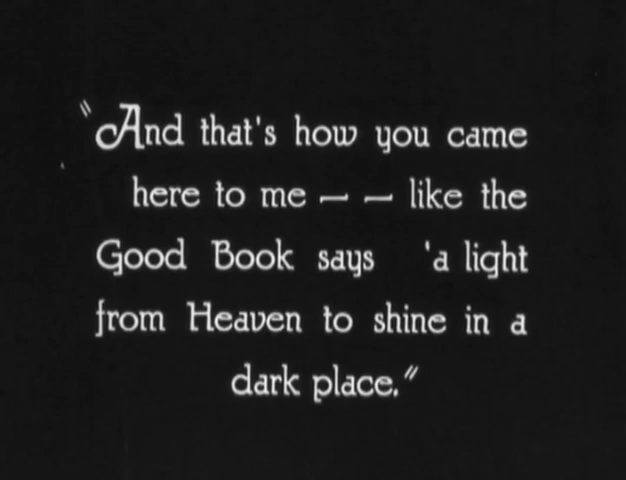 "And that's how you came
here to me — — like the
Good Book says 'a light
from Heaven to shine in a
dark place."